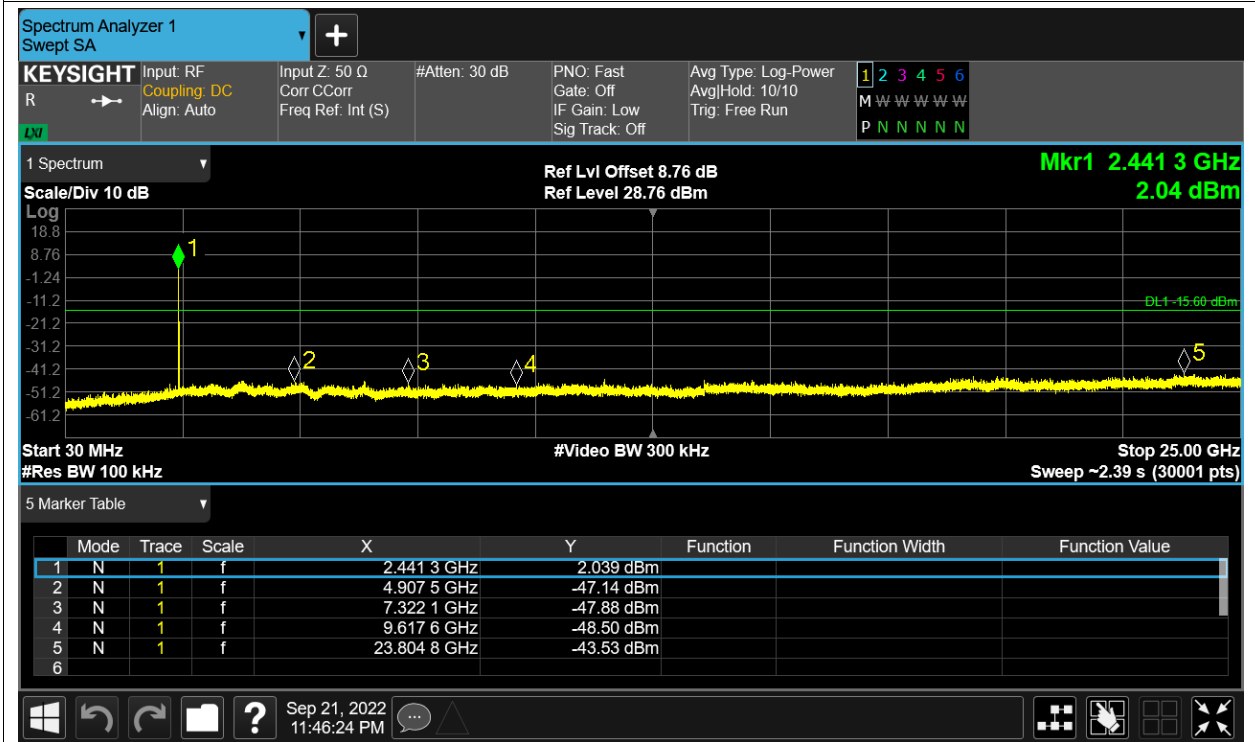 Spectrum Analyzer 1
Swept SA
KEYSIGHT
R
LXI
Input: RF
Coupling: DC
Align: Auto
Input Z: 50 Ω
Corr CCorr
Freq Ref: Int (S)
#Atten: 30 dB
PNO: Fast
Gate: Off
IF Gain: Low
Sig Track: Off
Avg Type: Log-Power
Avg|Hold: 10/10
Trig: Free Run
1 2 3 4 5 6
M W W W W W
P N N N N N
1 Spectrum
Scale/Div 10 dB
Ref Lvl Offset 8.76 dB
Ref Level 28.76 dBm
Mkr1 2.441 3 GHz
2.04 dBm
Log
18.8
8.76
-1.24
-11.2
-21.2
-31.2
-41.2
-51.2
-61.2
1
2
3
4
5
DL1 -15.60 dBm
Start 30 MHz
#Res BW 100 kHz
#Video BW 300 kHz
Stop 25.00 GHz
Sweep ~2.39 s (30001 pts)
5 Marker Table
Mode Trace Scale X Y Function Function Width Function Value
1 N 1 f 2.441 3 GHz 2.039 dBm
2 N 1 f 4.907 5 GHz -47.14 dBm
3 N 1 f 7.322 1 GHz -47.88 dBm
4 N 1 f 9.617 6 GHz -48.50 dBm
5 N 1 f 23.804 8 GHz -43.53 dBm
6
?
Sep 21, 2022
11:46:24 PM